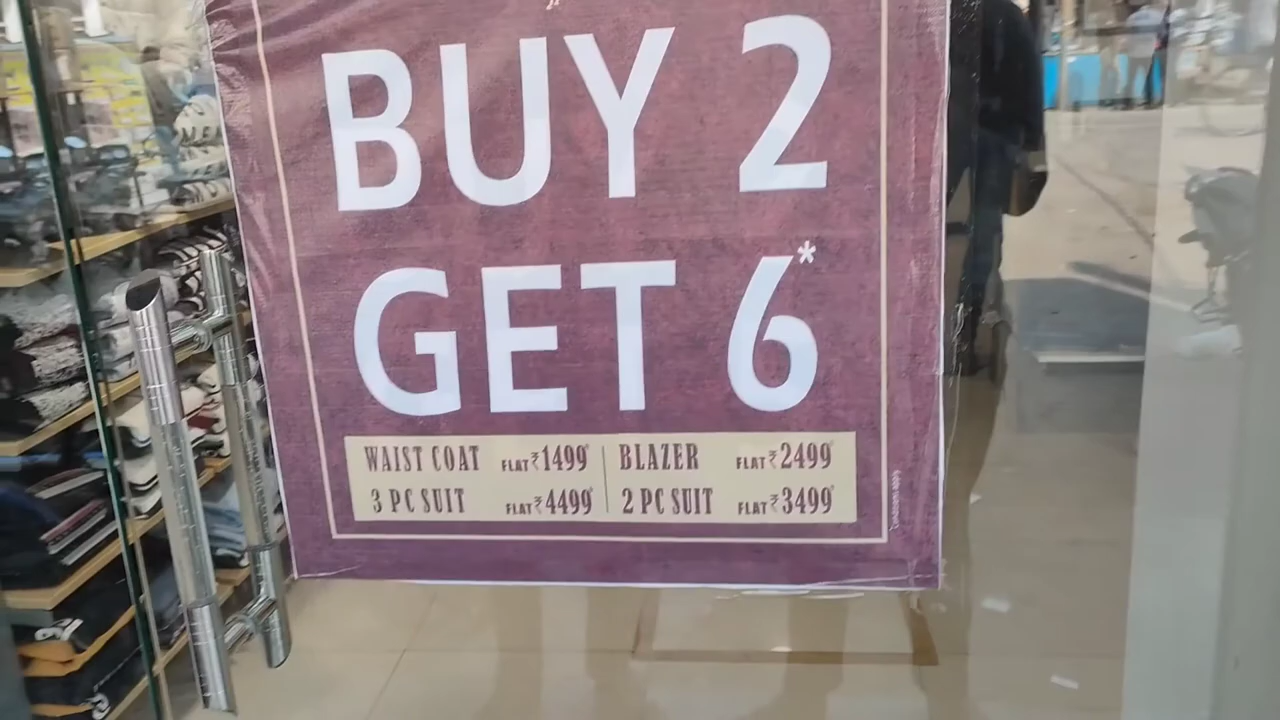 BUY 2
GET 6*
WAIST COAT FLAT ₹1499* BLAZER FLAT ₹2499*
3 PC SUIT FLAT ₹4499* 2 PC SUIT FLAT ₹3499*